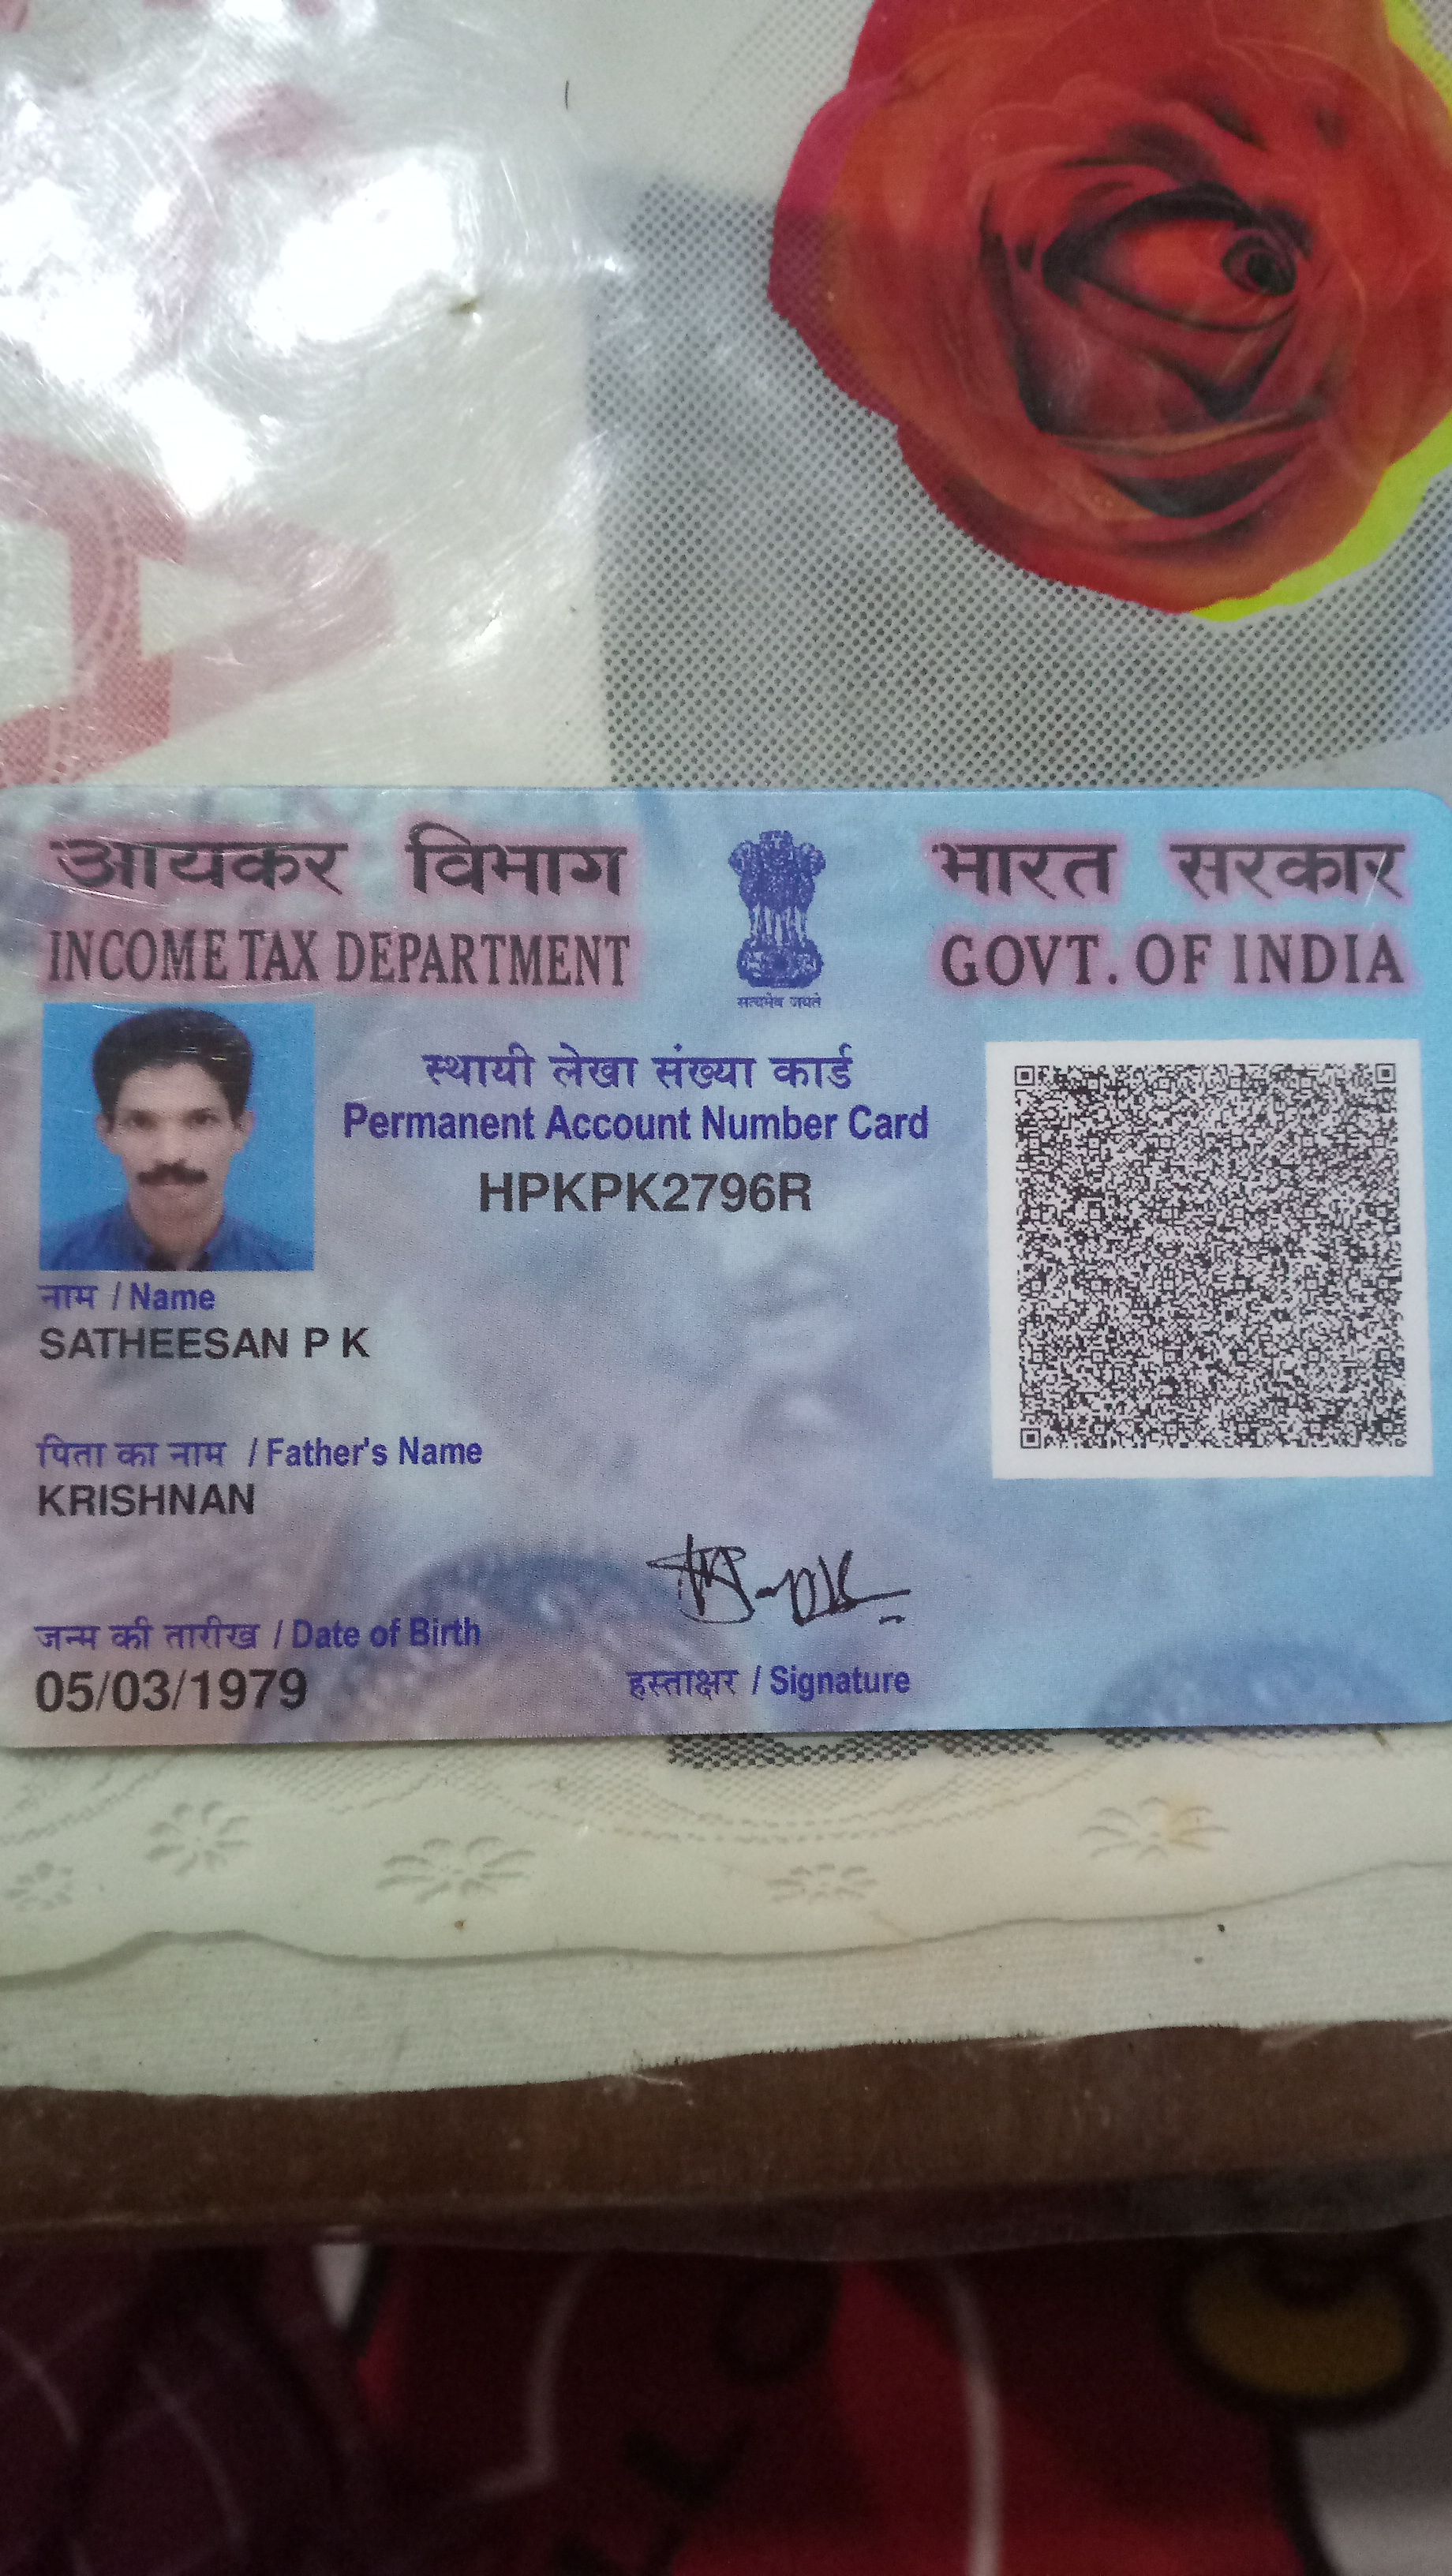 आयकर विभाग
INCOME TAX DEPARTMENT
सत्यमेव जयते
भारत सरकार
GOVT. OF INDIA
स्थायी लेखा संख्या कार्ड
Permanent Account Number Card
HPKPK2796R
नाम / Name
SATHEESAN P K
पिता का नाम / Father's Name
KRISHNAN
जन्म की तारीख / Date of Birth
05/03/1979
हस्ताक्षर / Signature